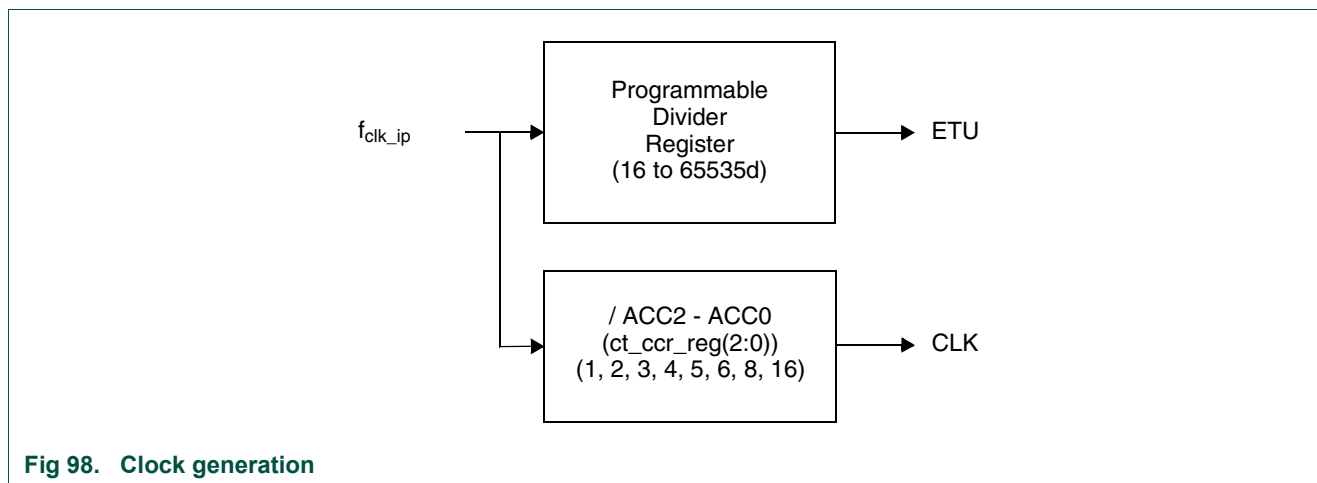 Programmable
Divider
Register
(16 to 65535d)
fclk_ip
ETU
/ ACC2 - ACC0
(ct_ccr_reg(2:0))
(1, 2, 3, 4, 5, 6, 8, 16)
CLK
Fig 98. Clock generation